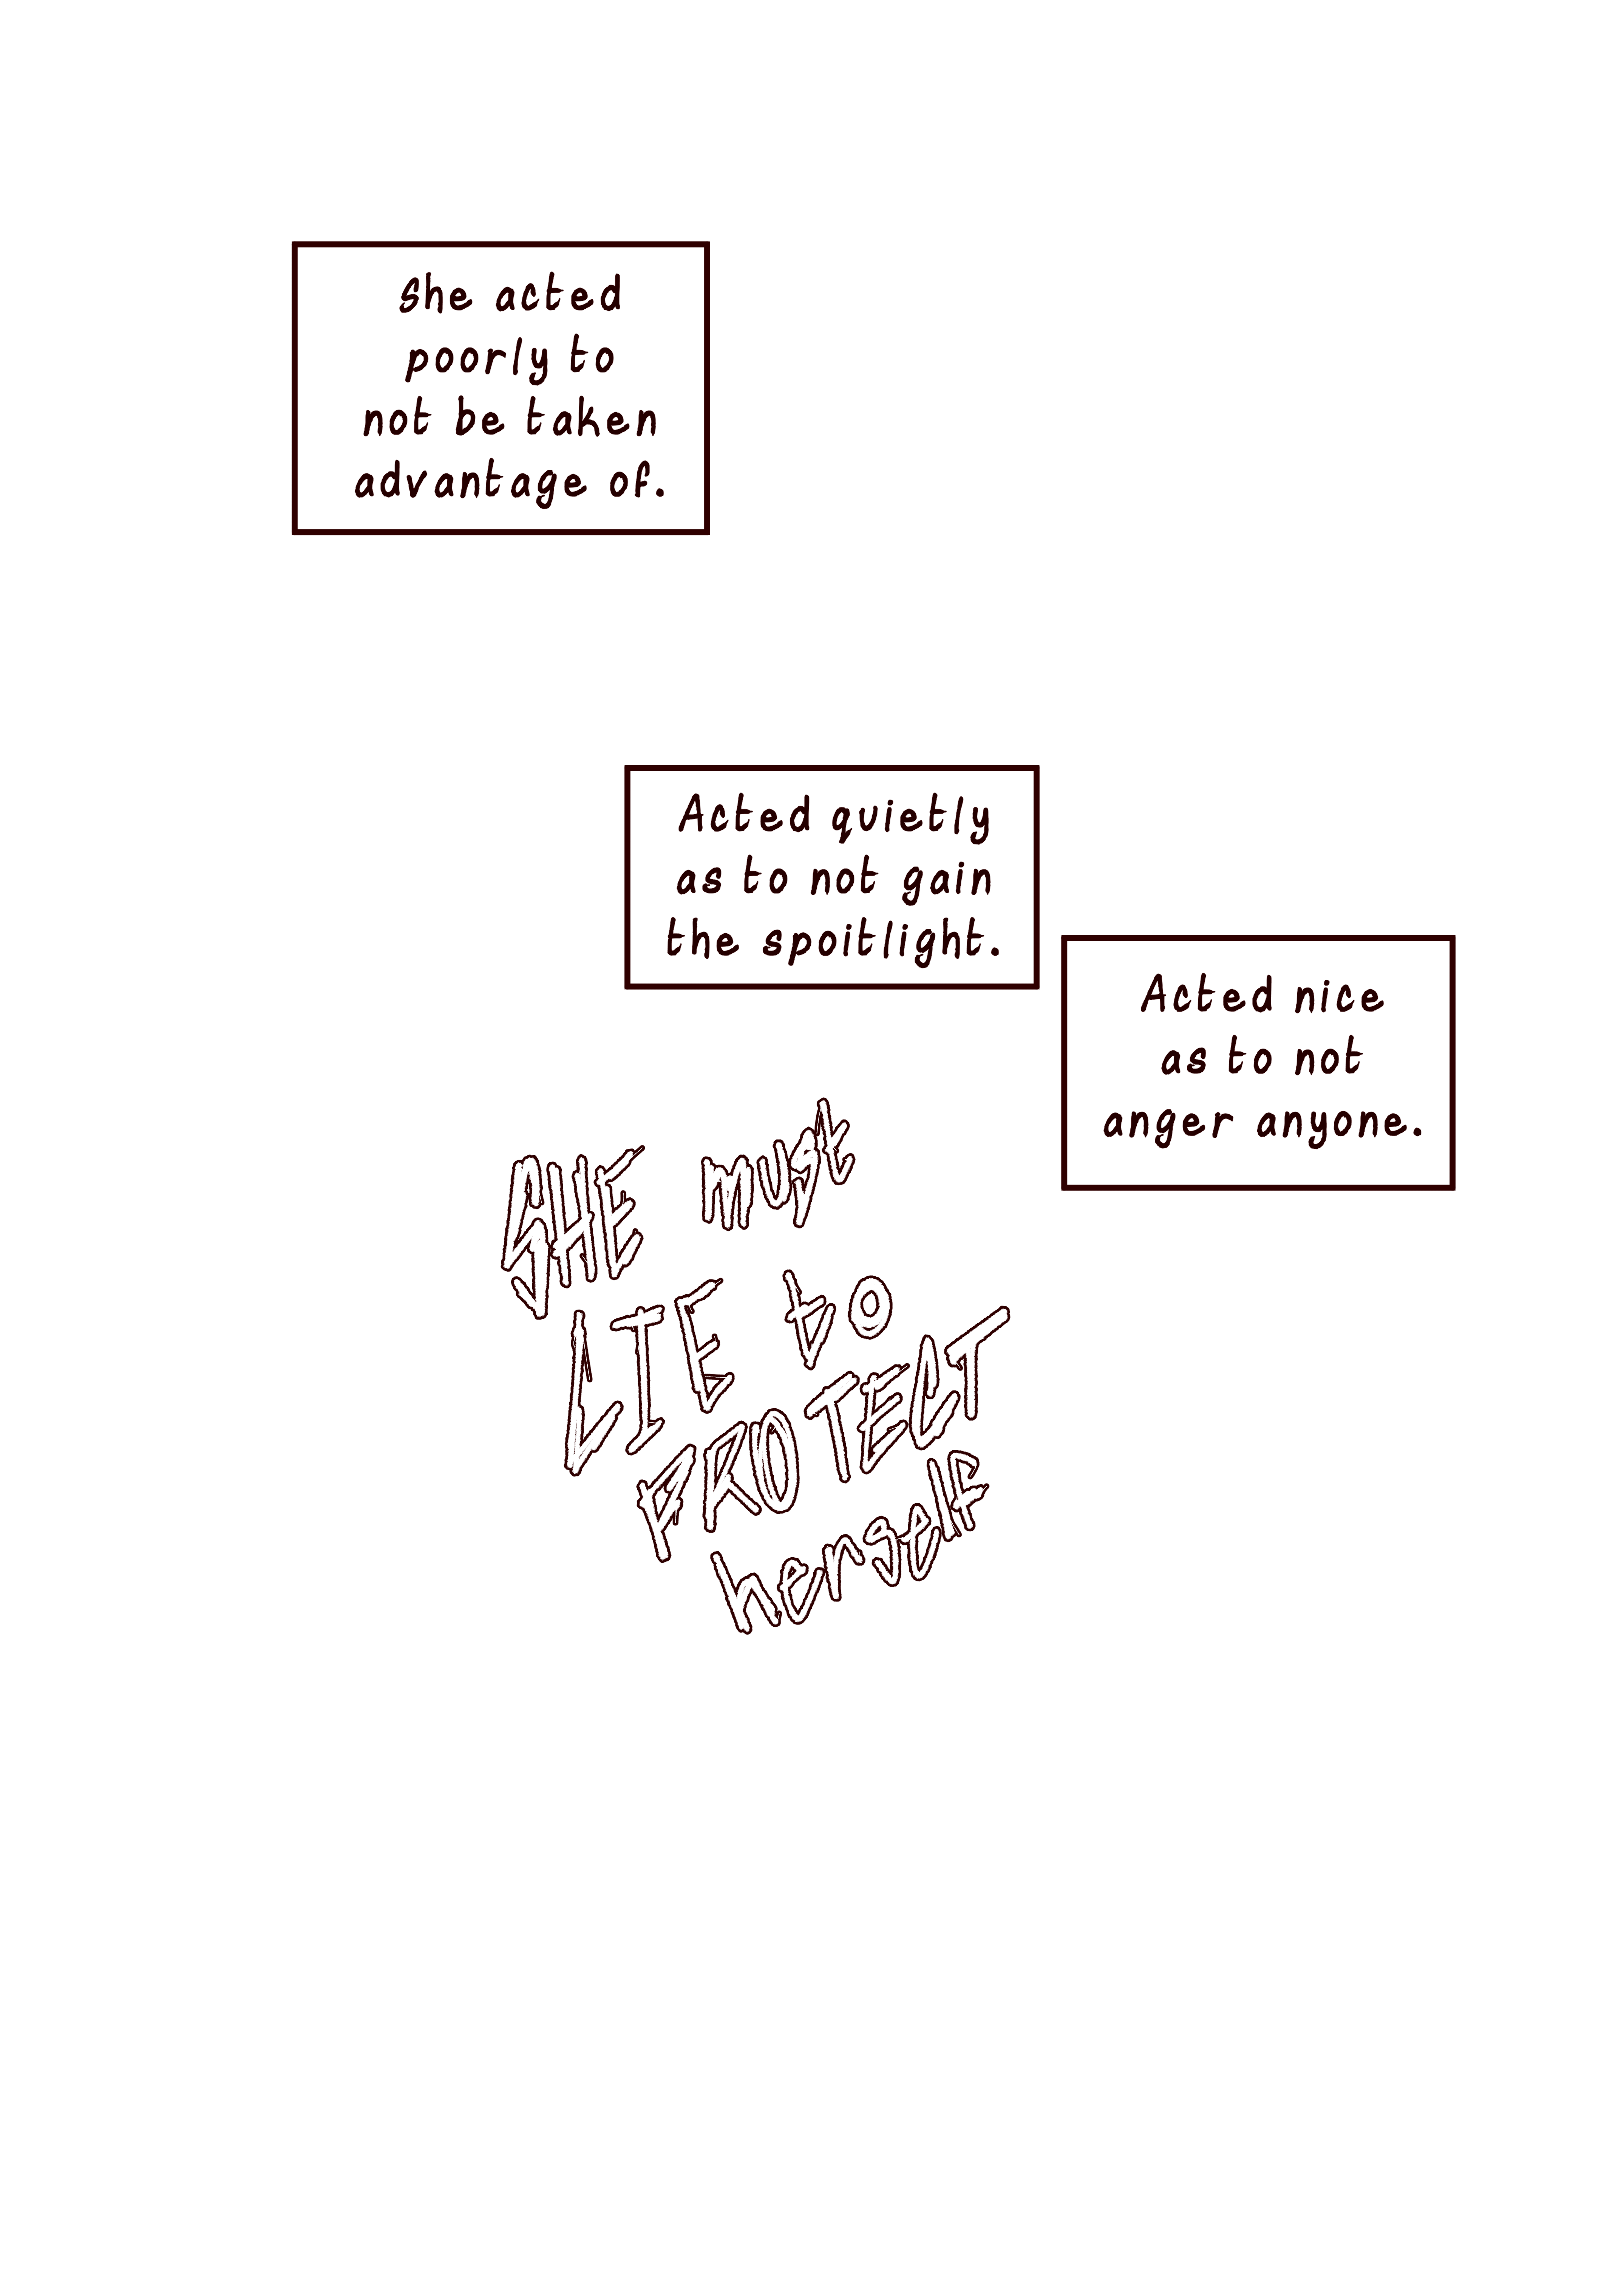 She acted
poorly to
not be taken
advantage of.
Acted quietly
as to not gain
the spoitlight.
Acted nice
as to not
anger anyone.
SHE must
LIE to
PROTECT
herself